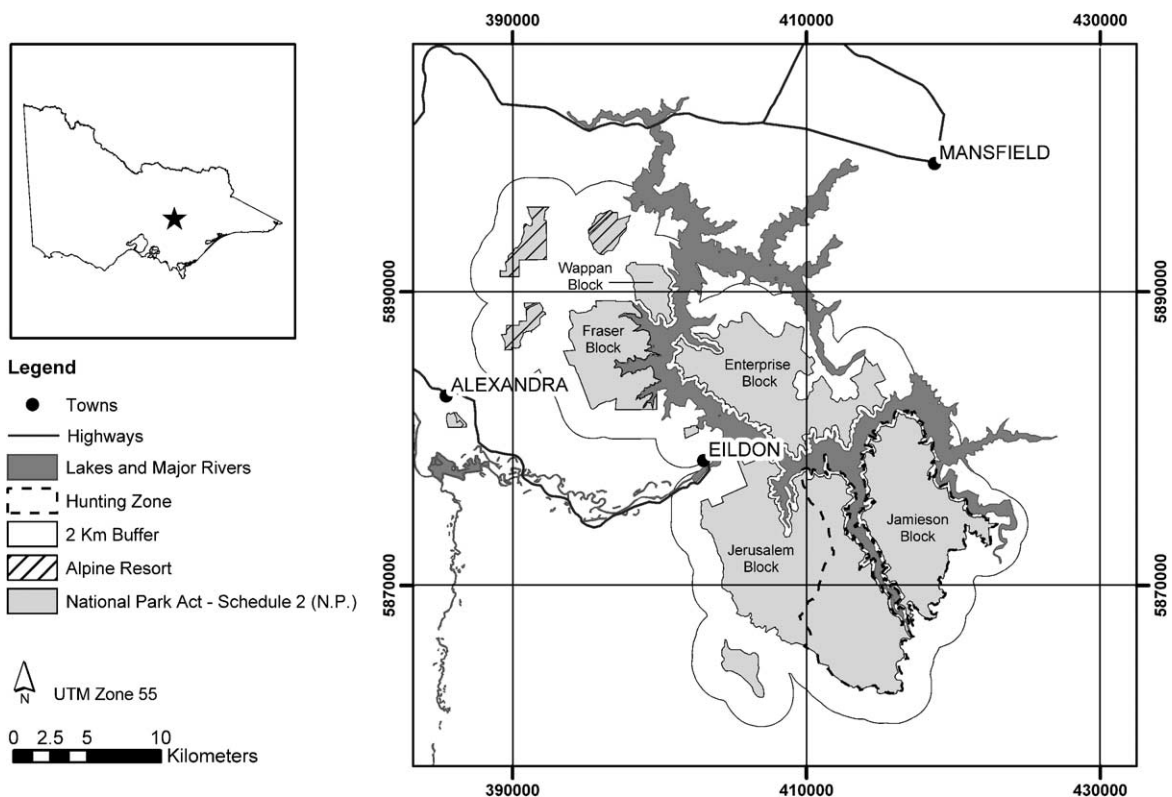 390000
410000
430000
MANSFIELD
5890000
5890000
Wappan
Block
Fraser
Block
Enterprise
Block
ALEXANDRA
EILDON
Jamieson
Block
Jerusalem
Block
5870000
5870000
390000
410000
430000
Legend
Towns
Highways
Lakes and Major Rivers
Hunting Zone
2 Km Buffer
Alpine Resort
National Park Act - Schedule 2 (N.P.)
N
UTM Zone 55
0 2.5 5 10
Kilometers